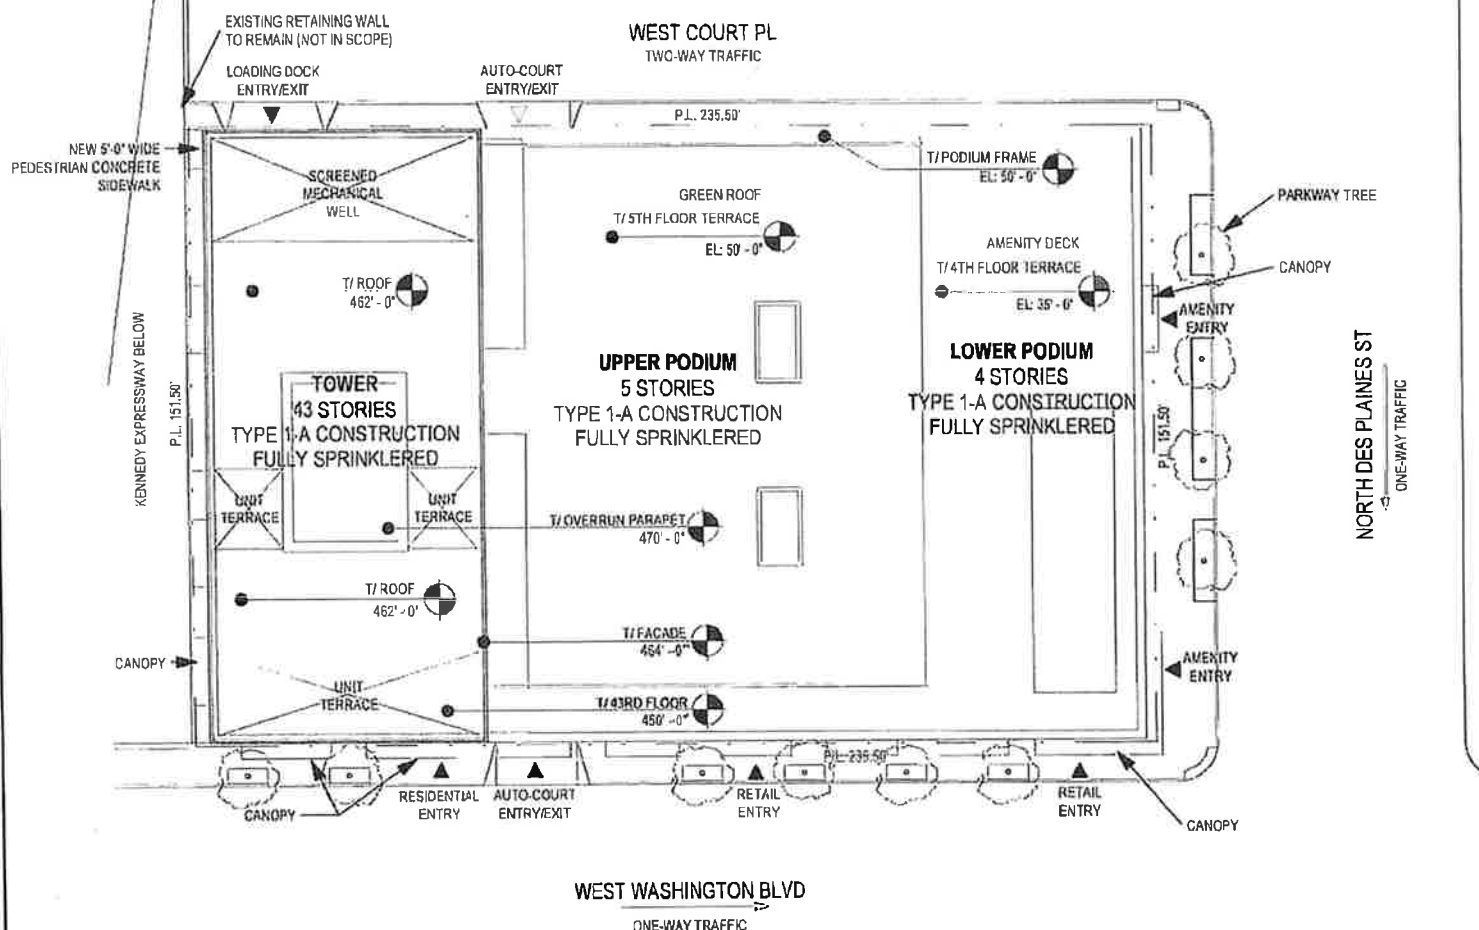 EXISTING RETAINING WALL
TO REMAIN (NOT IN SCOPE)
WEST COURT PL
TWO-WAY TRAFFIC
LOADING DOCK
ENTRY/EXIT
AUTO-COURT
ENTRY/EXIT
P.L. 235.50'
NEW 5'-0" WIDE
PEDESTRIAN CONCRETE
SIDEWALK
SCREENED
MECHANICAL
WELL
T/ PODIUM FRAME
EL: 50' - 0"
GREEN ROOF
T/ 5TH FLOOR TERRACE
EL: 50' - 0"
PARKWAY TREE
AMENITY DECK
T/ 4TH FLOOR TERRACE
EL: 35' - 0"
CANOPY
T/ ROOF
462' - 0"
AMENITY
ENTRY
KENNEDY EXPRESSWAY BELOW
P.L. 151.50'
TOWER
43 STORIES
TYPE 1-A CONSTRUCTION
FULLY SPRINKLERED
UPPER PODIUM
5 STORIES
TYPE 1-A CONSTRUCTION
FULLY SPRINKLERED
LOWER PODIUM
4 STORIES
TYPE 1-A CONSTRUCTION
FULLY SPRINKLERED
P.L. 151.50'
NORTH DES PLAINES ST
ONE-WAY TRAFFIC
UNIT
TERRACE
UNIT
TERRACE
T/ OVERRUN PARAPET
470' - 0"
T/ ROOF
462' - 0"
T/ FACADE
464' - 0"
CANOPY
UNIT
TERRACE
T/ 43RD FLOOR
450' - 0"
AMENITY
ENTRY
P.L. 235.50'
CANOPY
RESIDENTIAL
ENTRY
AUTO-COURT
ENTRY/EXIT
RETAIL
ENTRY
RETAIL
ENTRY
CANOPY
WEST WASHINGTON BLVD
ONE-WAY TRAFFIC